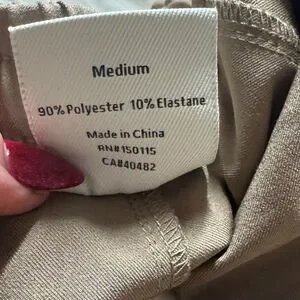 Medium
90% Polyester 10% Elastane
Made in China
RN#150115
CA#40482